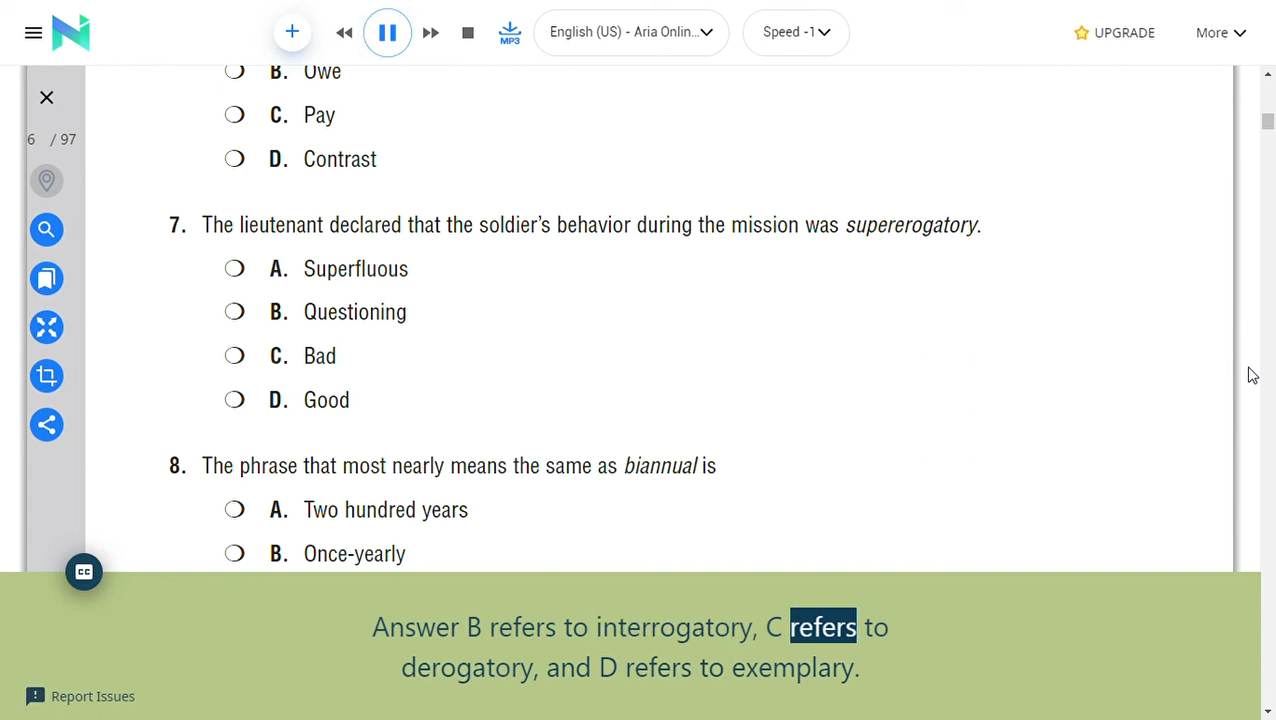 MP3
English (US) - Aria Onlin...
Speed -1
UPGRADE
More
6 / 97
B. Owe
C. Pay
D. Contrast
7. The lieutenant declared that the soldier's behavior during the mission was supererogatory.
A. Superfluous
B. Questioning
C. Bad
D. Good
8. The phrase that most nearly means the same as biannual is
A. Two hundred years
B. Once-yearly
CC
Answer B refers to interrogatory, C refers to
derogatory, and D refers to exemplary.
Report Issues